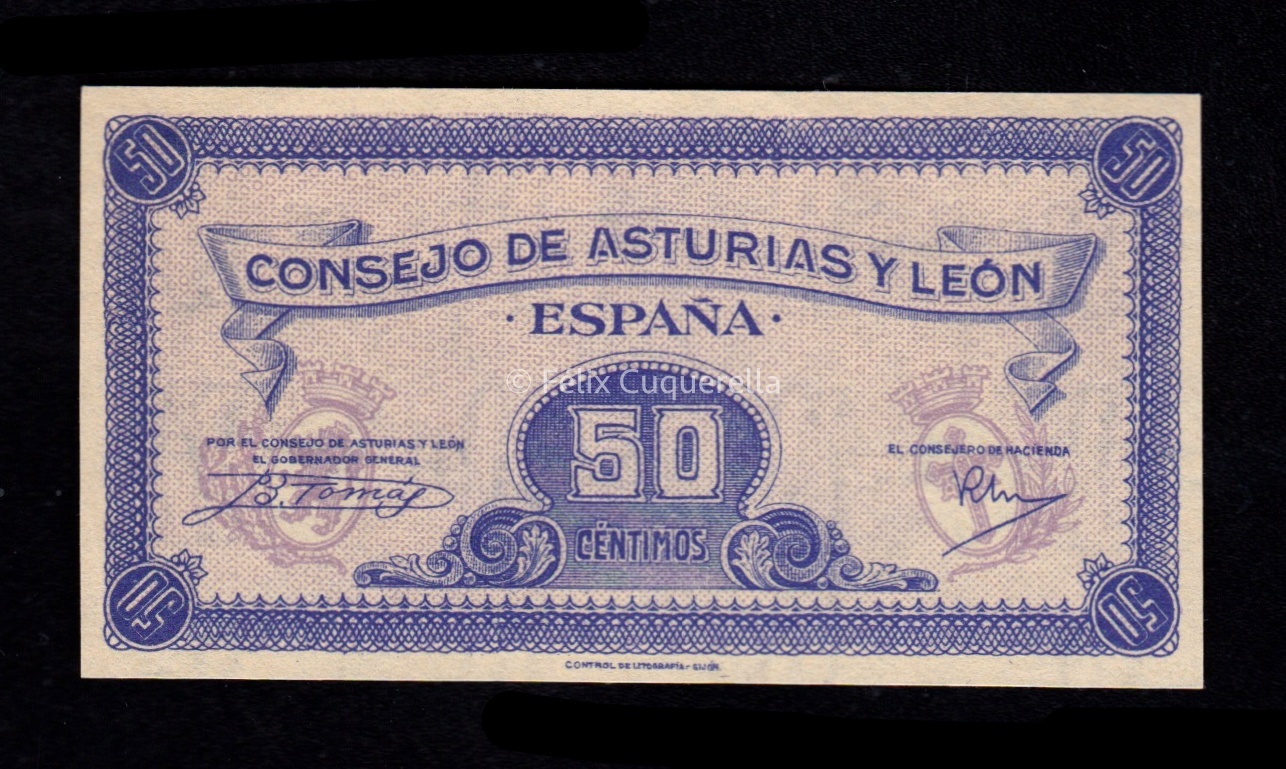 50 50
CONSEJO DE ASTURIAS Y LEÓN
· ESPAÑA ·
© Félix Cuquerella
50
CÉNTIMOS
POR EL CONSEJO DE ASTURIAS Y LEÓN
EL GOBERNADOR GENERAL
B. Tomás
EL CONSEJERO DE HACIENDA
50 50
CONTROL DE LITOGRAFÍA - GIJÓN